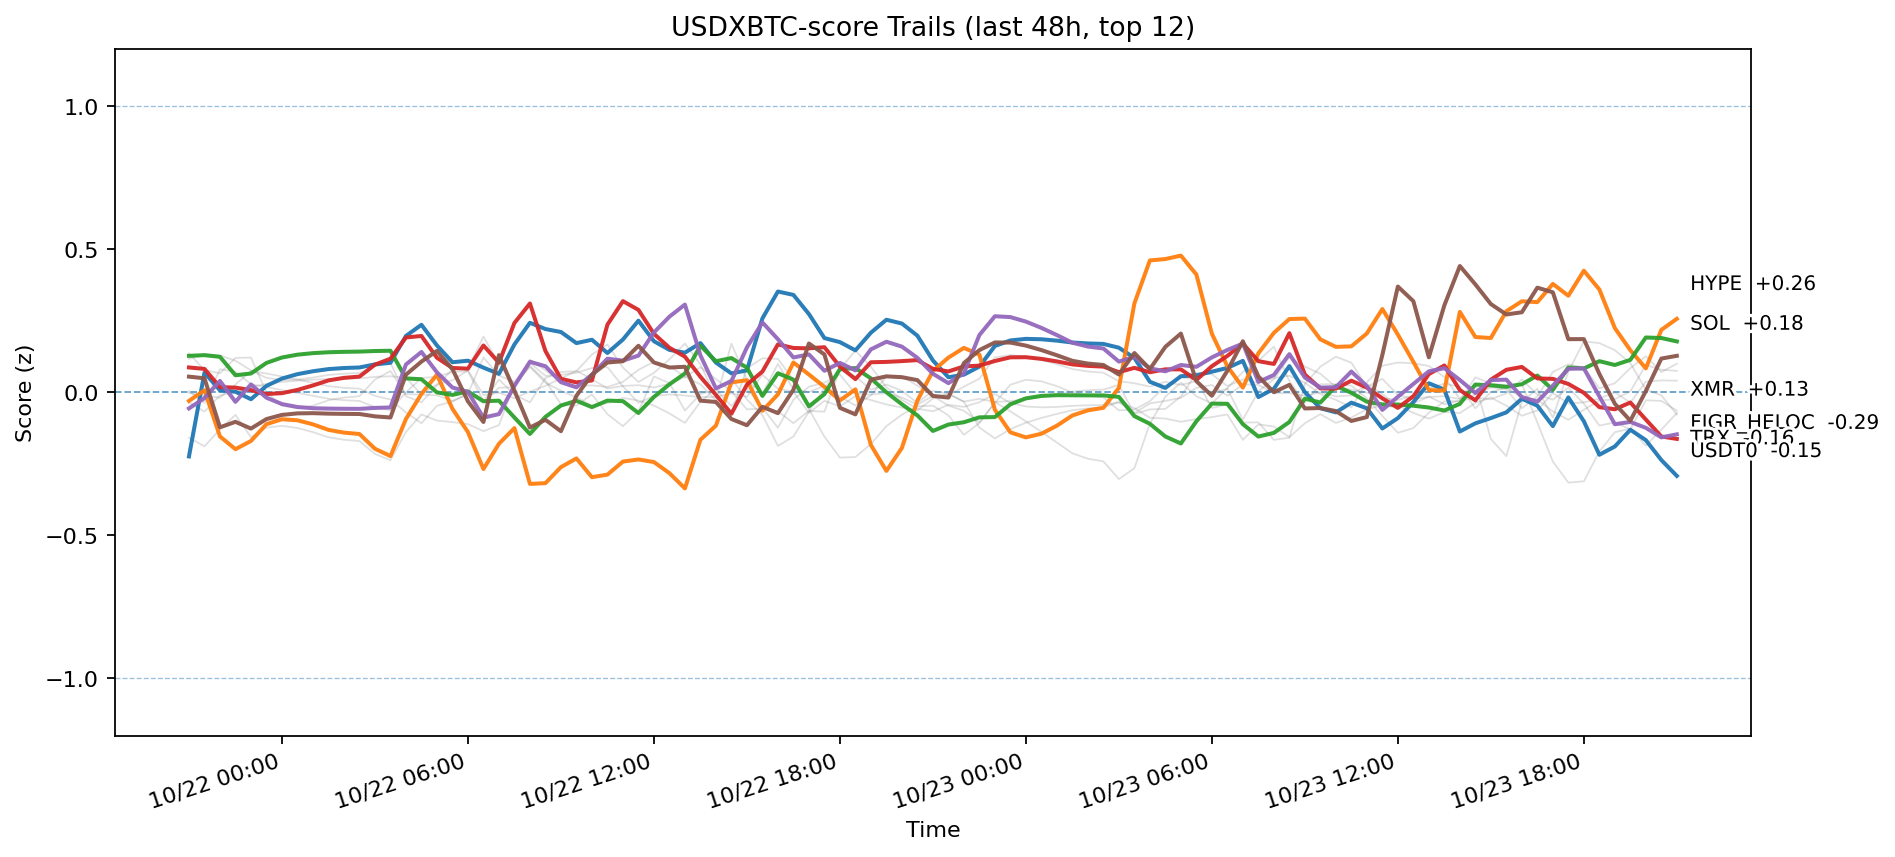 USDXBTC-score Trails (last 48h, top 12)
Score (z)
1.0
0.5
0.0
−0.5
−1.0
HYPE +0.26
SOL +0.18
XMR +0.13
FIGR_HELOC -0.29
TRX -0.16
USDT0 -0.15
10/22 00:00
10/22 06:00
10/22 12:00
10/22 18:00
10/23 00:00
10/23 06:00
10/23 12:00
10/23 18:00
Time